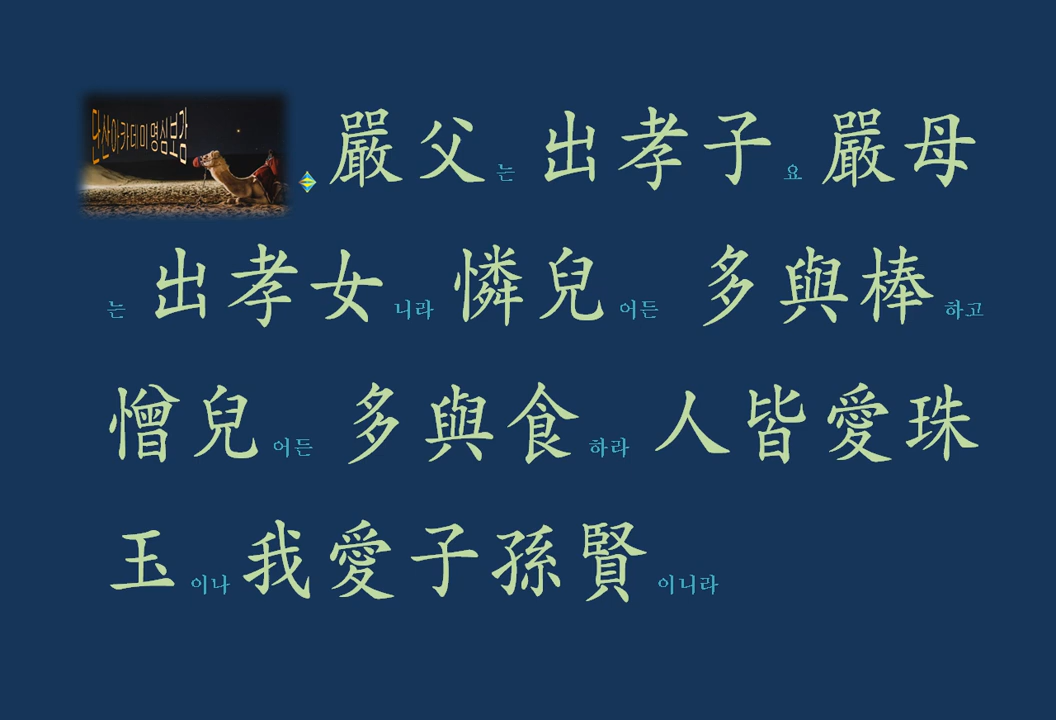 단산아카데미명심보감
嚴父는 出孝子요 嚴母
는 出孝女니라 憐兒어든 多與棒하고
憎兒어든 多與食하라 人皆愛珠
玉이나 我愛子孫賢이니라